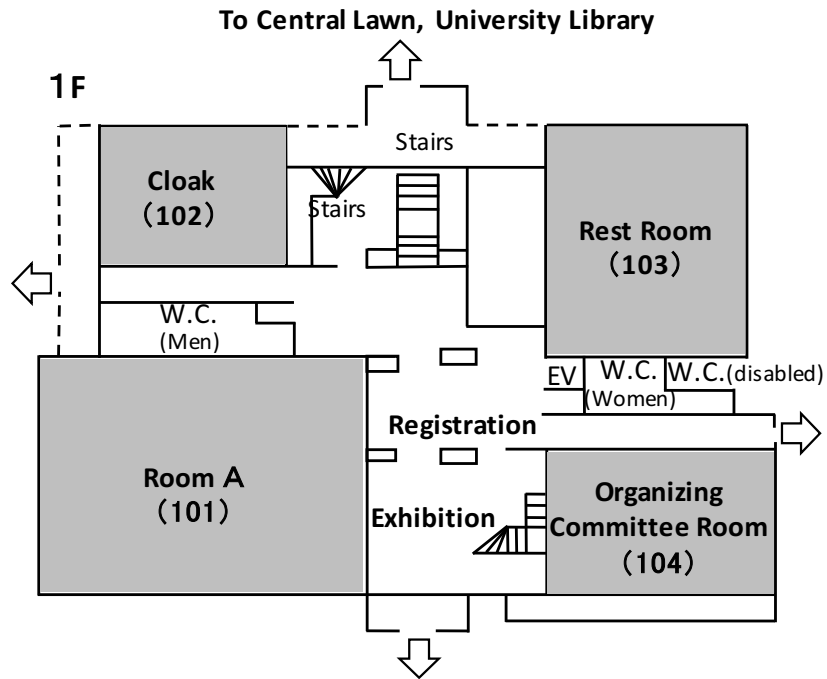 To Central Lawn, University Library
1F
Stairs
Cloak
（102）
Stairs
Rest Room
（103）
W.C.
(Men)
EV
W.C.
(Women)
W.C.(disabled)
Registration
Room A
（101）
Exhibition
Organizing
Committee Room
（104）